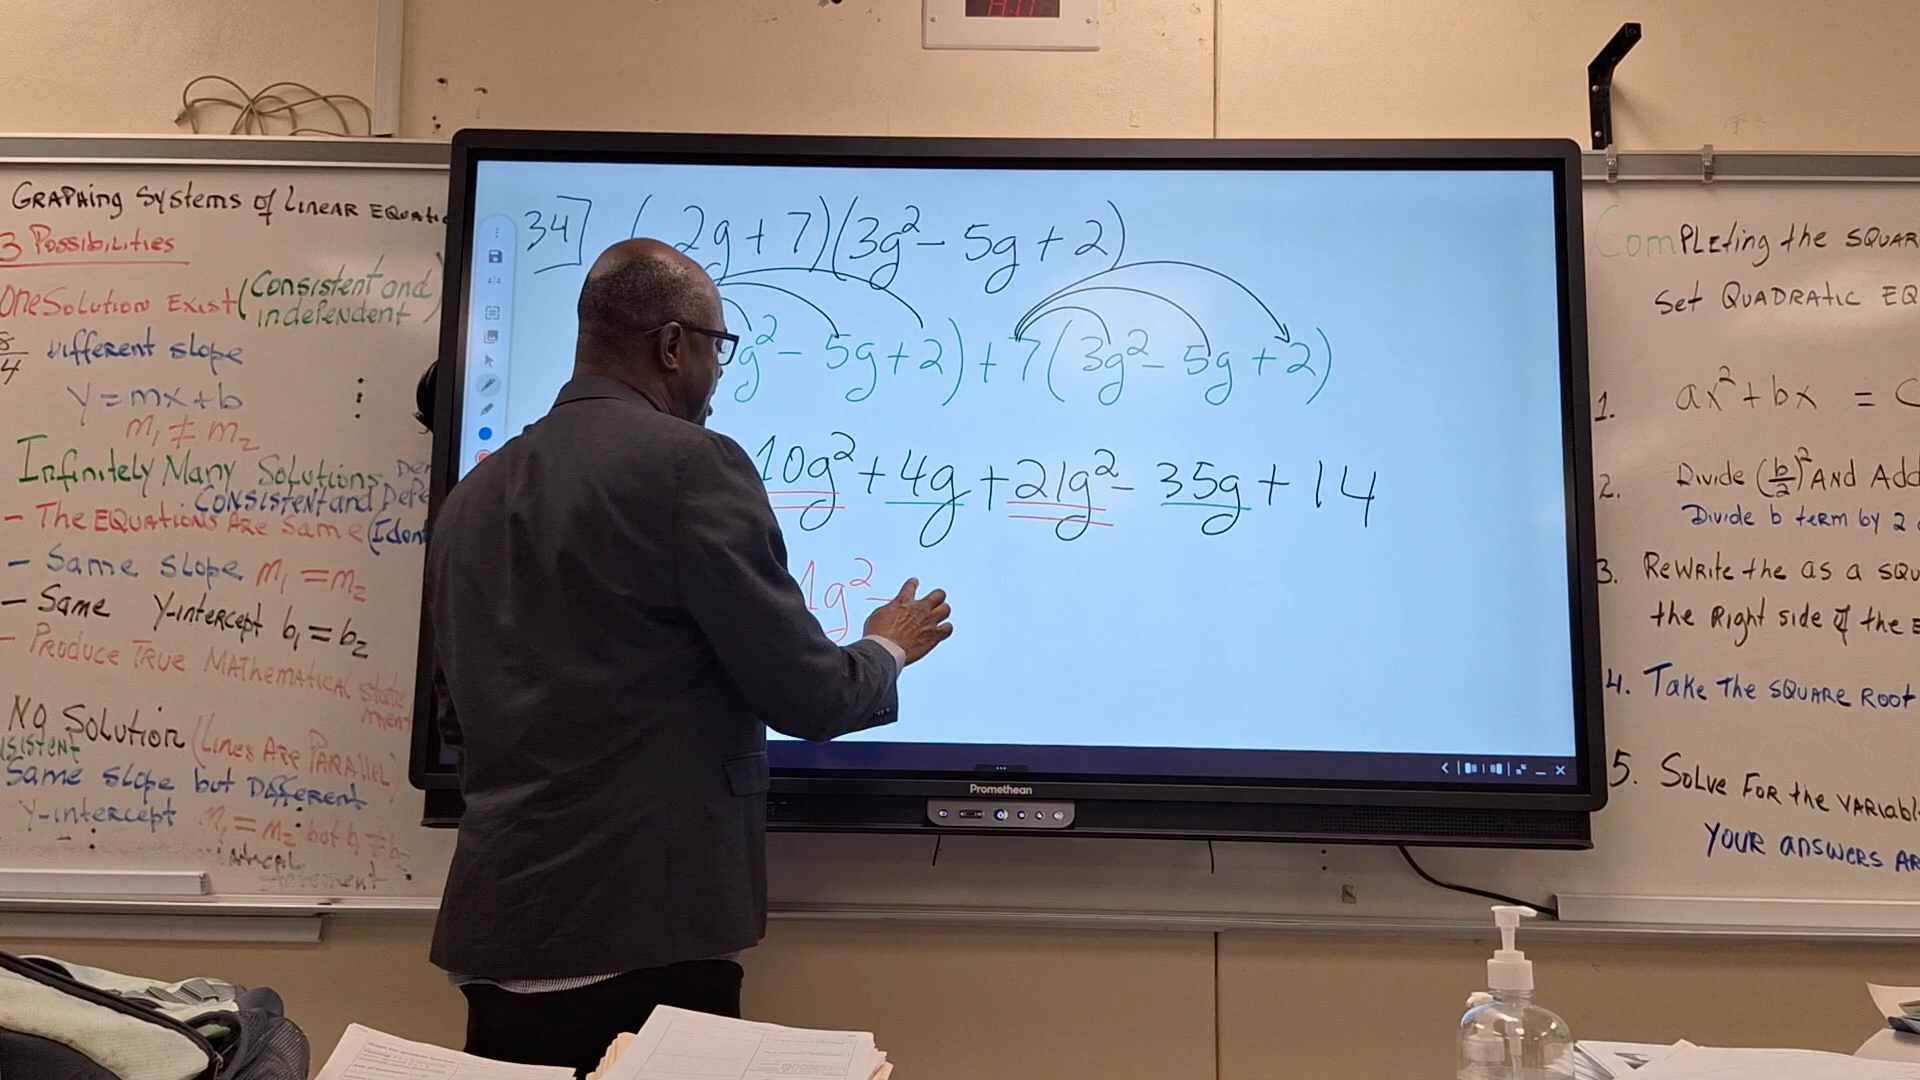 GRAPHING SYSTEMS OF LINEAR EQUATIO
3 POSSIBILITIES
ONE SOLUTION EXIST (CONSISTENT and
independent)
different slope
y = mx + b
m₁ ≠ m₂
Infinitely Many Solutions
CONSISTENT and DEPE
- The EQUATIONS ARE Same (Iden
- Same slope m₁ = m₂
- Same Y-intercept b₁ = b₂
- PRODUCE TRUE MATHEMATICAL state
ment
NO Solution (LINES ARE PARALLEL)
NSISTENT
Same slope but DIFFERENT
Y-intercept m₁ = m₂ but b₁ ≠ b₂
34] (2g + 7)(3g² - 5g + 2)
g² - 5g + 2) + 7(3g² - 5g + 2)
10g² + 4g + 21g² - 35g + 14
1g² -
Promethean
COMPLETING THE SQUAR
Set QUADRATIC EQ
1. ax² + bx = C
2. Divide (b/2)² AND Add
Divide b term by 2
3. REWRITE the as a SQU
the Right side of the E
4. TAKE THE SQUARE ROOT
5. SOLVE FOR the VARIABL
YOUR answers AR